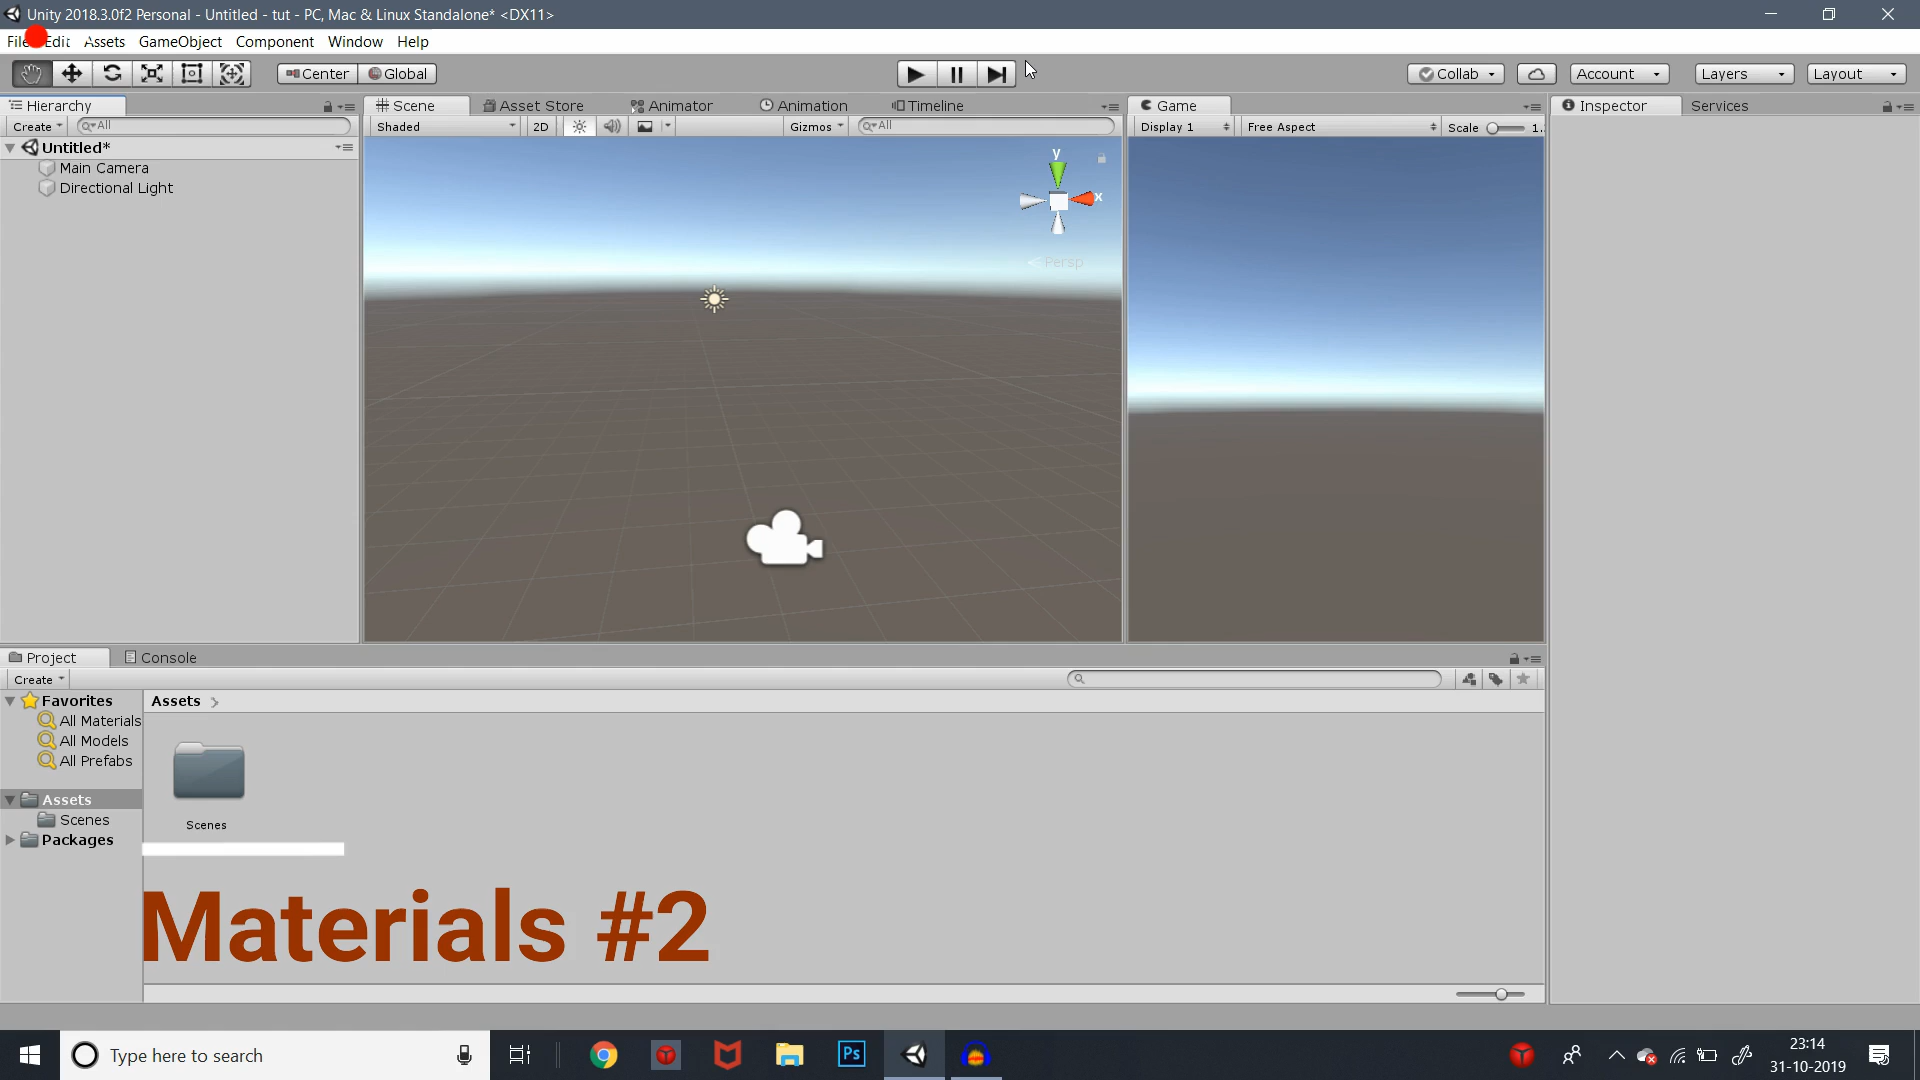 Unity 2018.3.0f2 Personal - Untitled - tut - PC, Mac & Linux Standalone* <DX11>
Edit Assets GameObject Component Window Help
Center Global Collab Account Layers Layout
Hierarchy Scene Asset Store Animator Animation Timeline Game Inspector Services
Create All Shaded 2D Gizmos All Display 1 Free Aspect Scale 1.
Untitled*
Main Camera
Directional Light
y
x
Persp
Project Console
Create
Favorites
Assets
All Materials
All Models
All Prefabs
Assets
Scenes
Packages
Scenes
Materials #2
Type here to search
Ps
23:14
31-10-2019